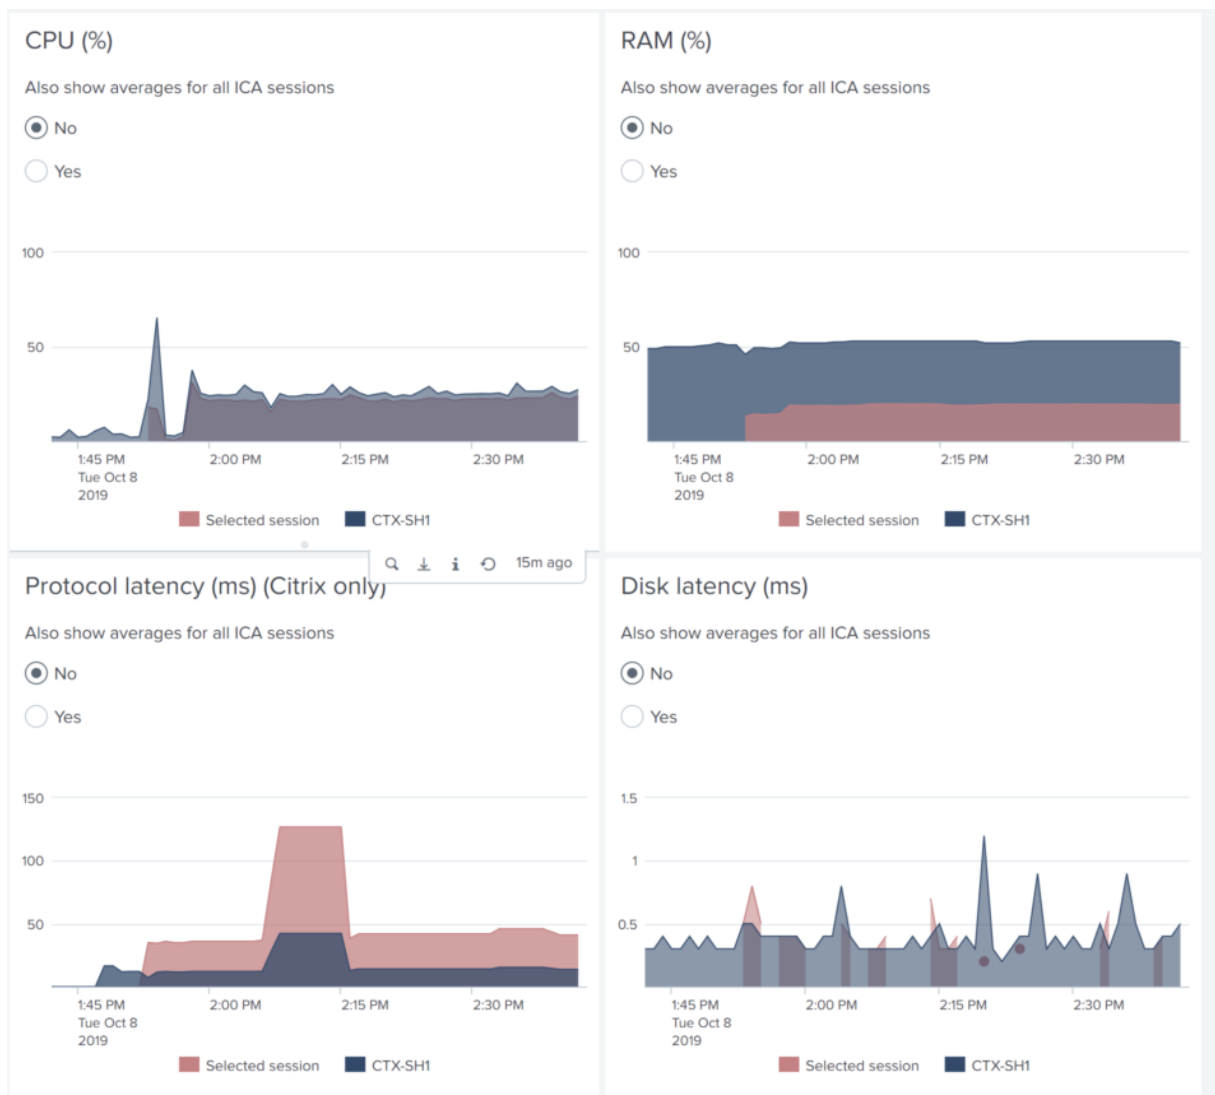 CPU (%)
Also show averages for all ICA sessions
No
Yes
100
50
1:45 PM
Tue Oct 8
2019
2:00 PM
2:15 PM
2:30 PM
Selected session
CTX-SH1
RAM (%)
Also show averages for all ICA sessions
No
Yes
100
50
1:45 PM
Tue Oct 8
2019
2:00 PM
2:15 PM
2:30 PM
Selected session
CTX-SH1
15m ago
Protocol latency (ms) (Citrix only)
Also show averages for all ICA sessions
No
Yes
150
100
50
1:45 PM
Tue Oct 8
2019
2:00 PM
2:15 PM
2:30 PM
Selected session
CTX-SH1
Disk latency (ms)
Also show averages for all ICA sessions
No
Yes
1.5
1
0.5
1:45 PM
Tue Oct 8
2019
2:00 PM
2:15 PM
2:30 PM
Selected session
CTX-SH1